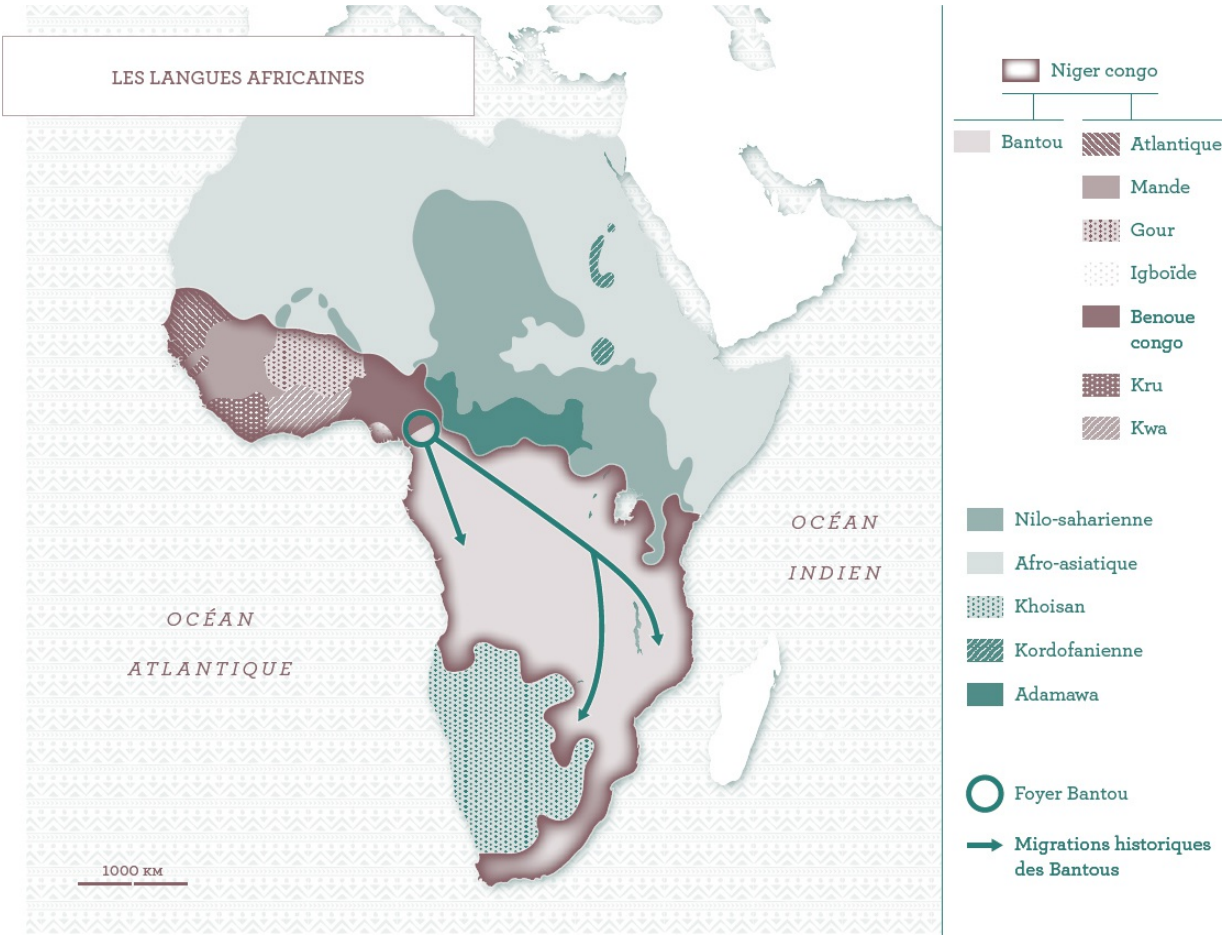 LES LANGUES AFRICAINES
OCÉAN
ATLANTIQUE
OCÉAN
INDIEN
1000 KM
Niger congo
Bantou
Atlantique
Mande
Gour
Igboïde
Benoue
congo
Kru
Kwa
Nilo-saharienne
Afro-asiatique
Khoisan
Kordofanienne
Adamawa
Foyer Bantou
Migrations historiques
des Bantous